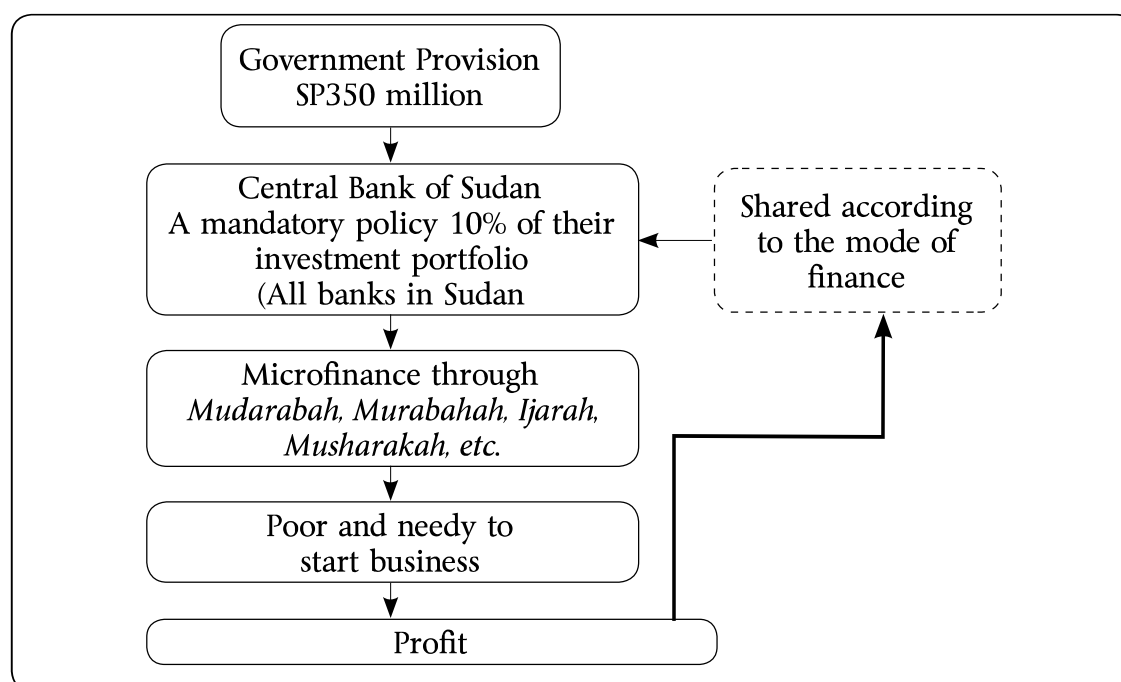 Government Provision
SP350 million
Central Bank of Sudan
A mandatory policy 10% of their
investment portfolio
(All banks in Sudan
Shared according
to the mode of
finance
Microfinance through
Mudarabah, Murabahah, Ijarah,
Musharakah, etc.
Poor and needy to
start business
Profit